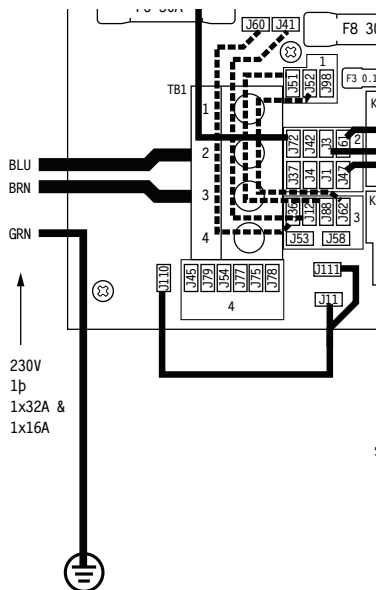 J60 J41
F8 30
1
J51 J52 J98
F3 0.1
TB1
K
1
J72 J42 J3 J61
2
BLU
2
J37 J4 J1 J47
BRN
3
K
J36 J12 J88 J62
3
GRN
4
J53 J58
J110
J45 J79 J54 J77 J75 J78
J111
4
J11
230V
1þ
1x32A &
1x16A